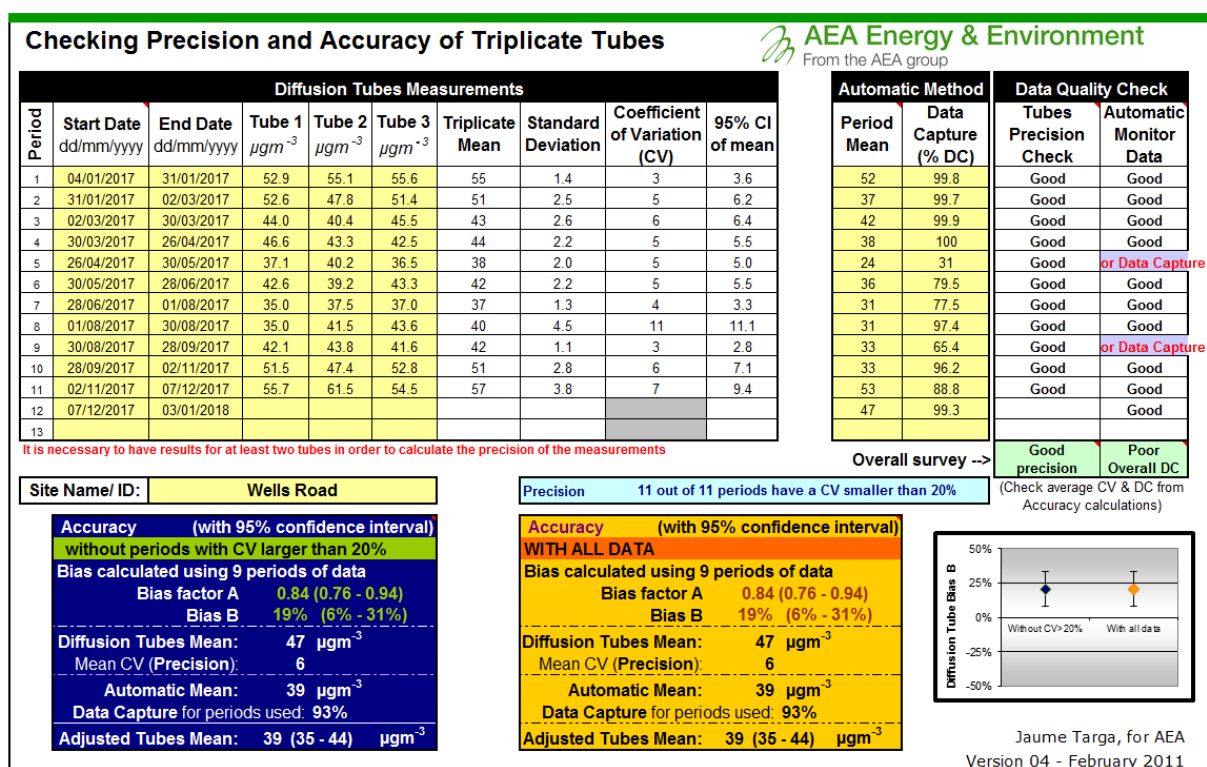 Checking Precision and Accuracy of Triplicate Tubes
AEA Energy & Environment
From the AEA group
Diffusion Tubes Measurements
Automatic Method
Data Quality Check
Period
Start Date dd/mm/yyyy
End Date dd/mm/yyyy
Tube 1 µgm⁻³
Tube 2 µgm⁻³
Tube 3 µgm⁻³
Triplicate Mean
Standard Deviation
Coefficient of Variation (CV)
95% CI of mean
Period Mean
Data Capture (% DC)
Tubes Precision Check
Automatic Monitor Data
1 04/01/2017 31/01/2017 52.9 55.1 55.6 55 1.4 3 3.6 52 99.8 Good Good
2 31/01/2017 02/03/2017 52.6 47.8 51.4 51 2.5 5 6.2 37 99.7 Good Good
3 02/03/2017 30/03/2017 44.0 40.4 45.5 43 2.6 6 6.4 42 99.9 Good Good
4 30/03/2017 26/04/2017 46.6 43.3 42.5 44 2.2 5 5.5 38 100 Good Good
5 26/04/2017 30/05/2017 37.1 40.2 36.5 38 2.0 5 5.0 24 31 Good or Data Capture
6 30/05/2017 28/06/2017 42.6 39.2 43.3 42 2.2 5 5.5 36 79.5 Good Good
7 28/06/2017 01/08/2017 35.0 37.5 37.0 37 1.3 4 3.3 31 77.5 Good Good
8 01/08/2017 30/08/2017 35.0 41.5 43.6 40 4.5 11 11.1 31 97.4 Good Good
9 30/08/2017 28/09/2017 42.1 43.8 41.6 42 1.1 3 2.8 33 65.4 Good or Data Capture
10 28/09/2017 02/11/2017 51.5 47.4 52.8 51 2.8 6 7.1 33 96.2 Good Good
11 02/11/2017 07/12/2017 55.7 61.5 54.5 57 3.8 7 9.4 53 88.8 Good Good
12 07/12/2017 03/01/2018 47 99.3 Good
13
It is necessary to have results for at least two tubes in order to calculate the precision of the measurements
Overall survey -->
Good precision
Poor Overall DC
Site Name/ ID: Wells Road
Precision 11 out of 11 periods have a CV smaller than 20%
(Check average CV & DC from
Accuracy calculations)
Accuracy (with 95% confidence interval)
without periods with CV larger than 20%
Bias calculated using 9 periods of data
Bias factor A 0.84 (0.76 - 0.94)
Bias B 19% (6% - 31%)
Diffusion Tubes Mean: 47 µgm⁻³
Mean CV (Precision): 6
Automatic Mean: 39 µgm⁻³
Data Capture for periods used: 93%
Adjusted Tubes Mean: 39 (35 - 44) µgm⁻³
Accuracy (with 95% confidence interval)
WITH ALL DATA
Bias calculated using 9 periods of data
Bias factor A 0.84 (0.76 - 0.94)
Bias B 19% (6% - 31%)
Diffusion Tubes Mean: 47 µgm⁻³
Mean CV (Precision): 6
Automatic Mean: 39 µgm⁻³
Data Capture for periods used: 93%
Adjusted Tubes Mean: 39 (35 - 44) µgm⁻³
Diffusion Tube Bias B
50%
25%
0%
-25%
-50%
Without CV>20%
With all data
Jaume Targa, for AEA
Version 04 - February 2011